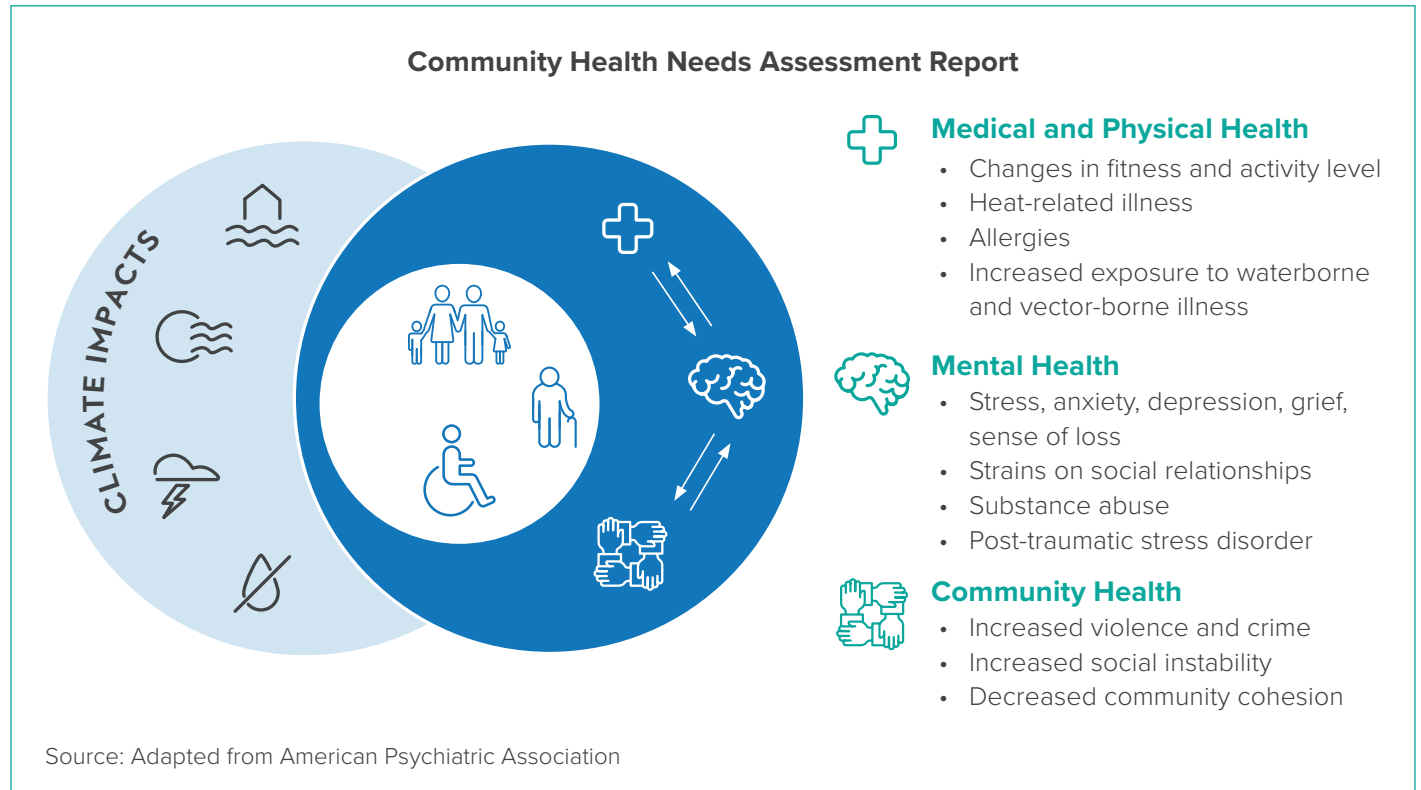 Community Health Needs Assessment Report
CLIMATE IMPACTS
Medical and Physical Health
• Changes in fitness and activity level
• Heat-related illness
• Allergies
• Increased exposure to waterborne
and vector-borne illness
Mental Health
• Stress, anxiety, depression, grief,
sense of loss
• Strains on social relationships
• Substance abuse
• Post-traumatic stress disorder
Community Health
• Increased violence and crime
• Increased social instability
• Decreased community cohesion
Source: Adapted from American Psychiatric Association